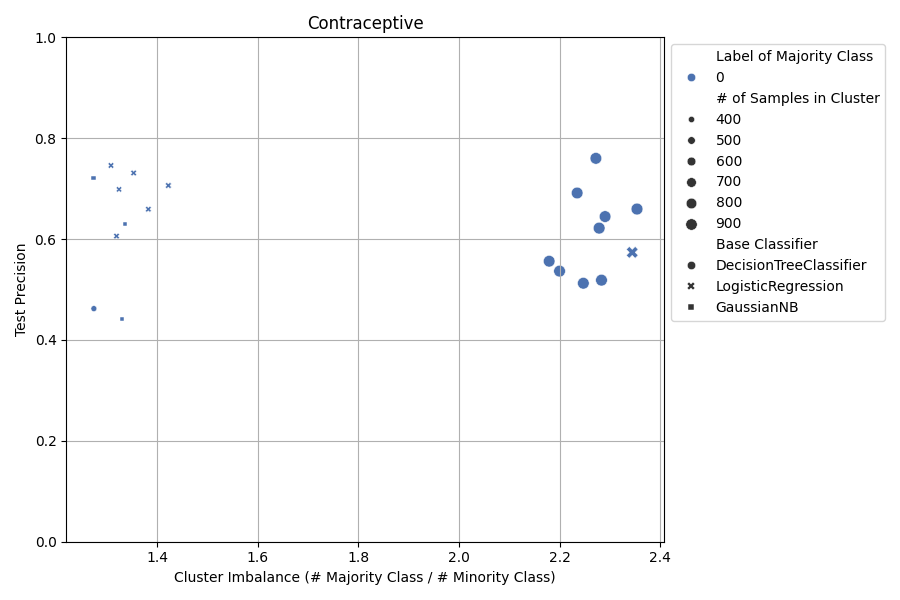 Contraceptive
Test Precision
1.0
0.8
0.6
0.4
0.2
0.0
1.4
1.6
1.8
2.0
2.2
2.4
Cluster Imbalance (# Majority Class / # Minority Class)
Label of Majority Class
0
# of Samples in Cluster
400
500
600
700
800
900
Base Classifier
DecisionTreeClassifier
LogisticRegression
GaussianNB